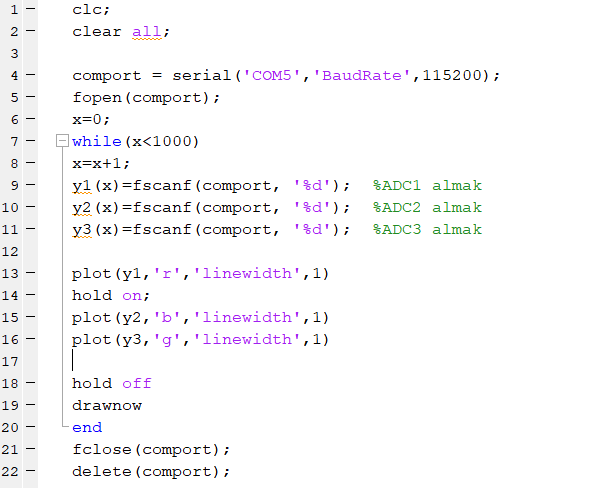 1 – clc;
2 – clear all;
3
4 – comport = serial('COM5','BaudRate',115200);
5 – fopen(comport);
6 – x=0;
7 – while(x<1000)
8 – x=x+1;
9 – y1(x)=fscanf(comport, '%d');  %ADC1 almak
10 – y2(x)=fscanf(comport, '%d');  %ADC2 almak
11 – y3(x)=fscanf(comport, '%d');  %ADC3 almak
12
13 – plot(y1,'r','linewidth',1)
14 – hold on;
15 – plot(y2,'b','linewidth',1)
16 – plot(y3,'g','linewidth',1)
17
18 – hold off
19 – drawnow
20 – end
21 – fclose(comport);
22 – delete(comport);